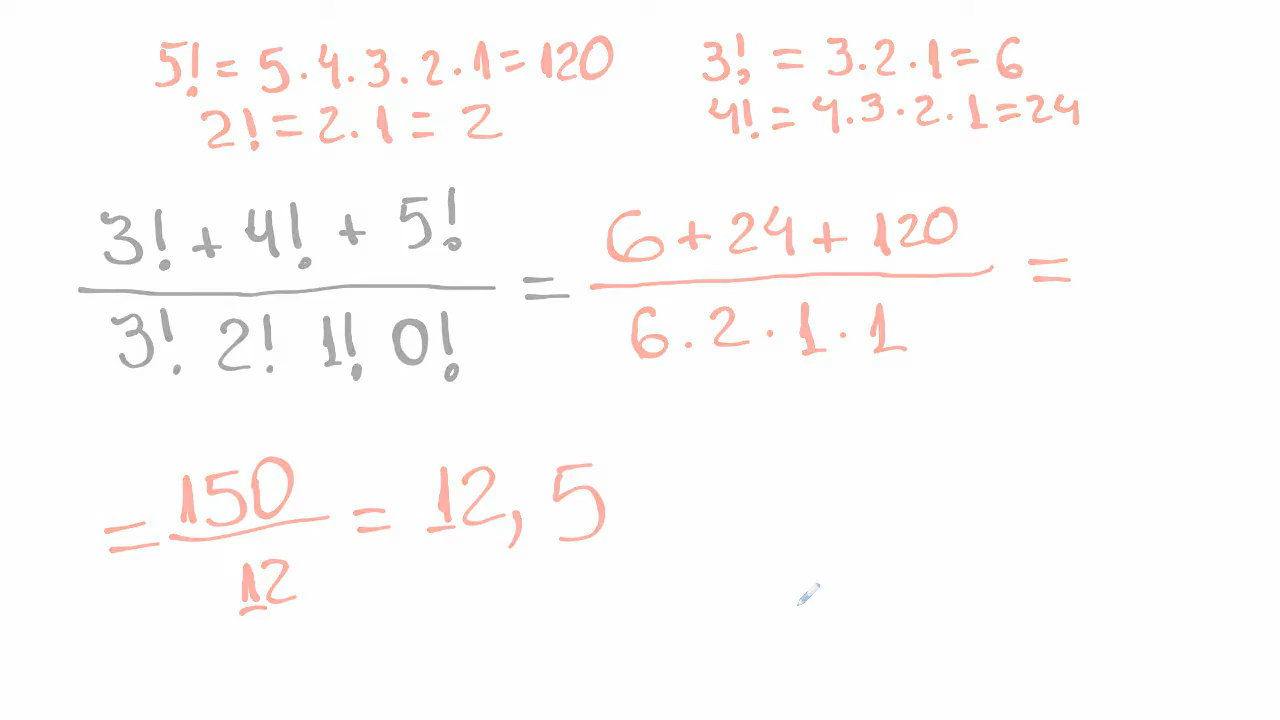 5! = 5 · 4 · 3 · 2 · 1 = 120
2! = 2 · 1 = 2
3! = 3 · 2 · 1 = 6
4! = 4 · 3 · 2 · 1 = 24
3! + 4! + 5!
3! 2! 1! 0!
=
6 + 24 + 120
6 · 2 · 1 · 1
=
= 150
12
= 12,5